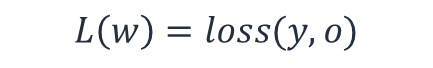 L(w) = loss(y, o)